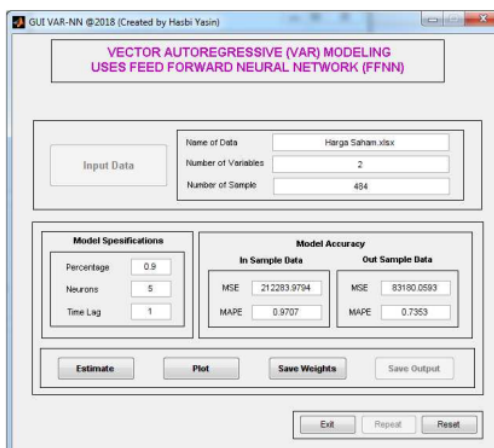 GUI VAR-NN @2018 (Created by Hasbi Yasin)
VECTOR AUTOREGRESSIVE (VAR) MODELING
USES FEED FORWARD NEURAL NETWORK (FFNN)
Input Data
Name of Data Harga Saham.xlsx
Number of Variables 2
Number of Sample 484
Model Spesifications
Percentage 0.9
Neurons 5
Time Lag 1
Model Accuracy
In Sample Data Out Sample Data
MSE 212283.9794 MSE 83180.0593
MAPE 0.9707 MAPE 0.7353
Estimate Plot Save Weights Save Output
Exit Repeat Reset